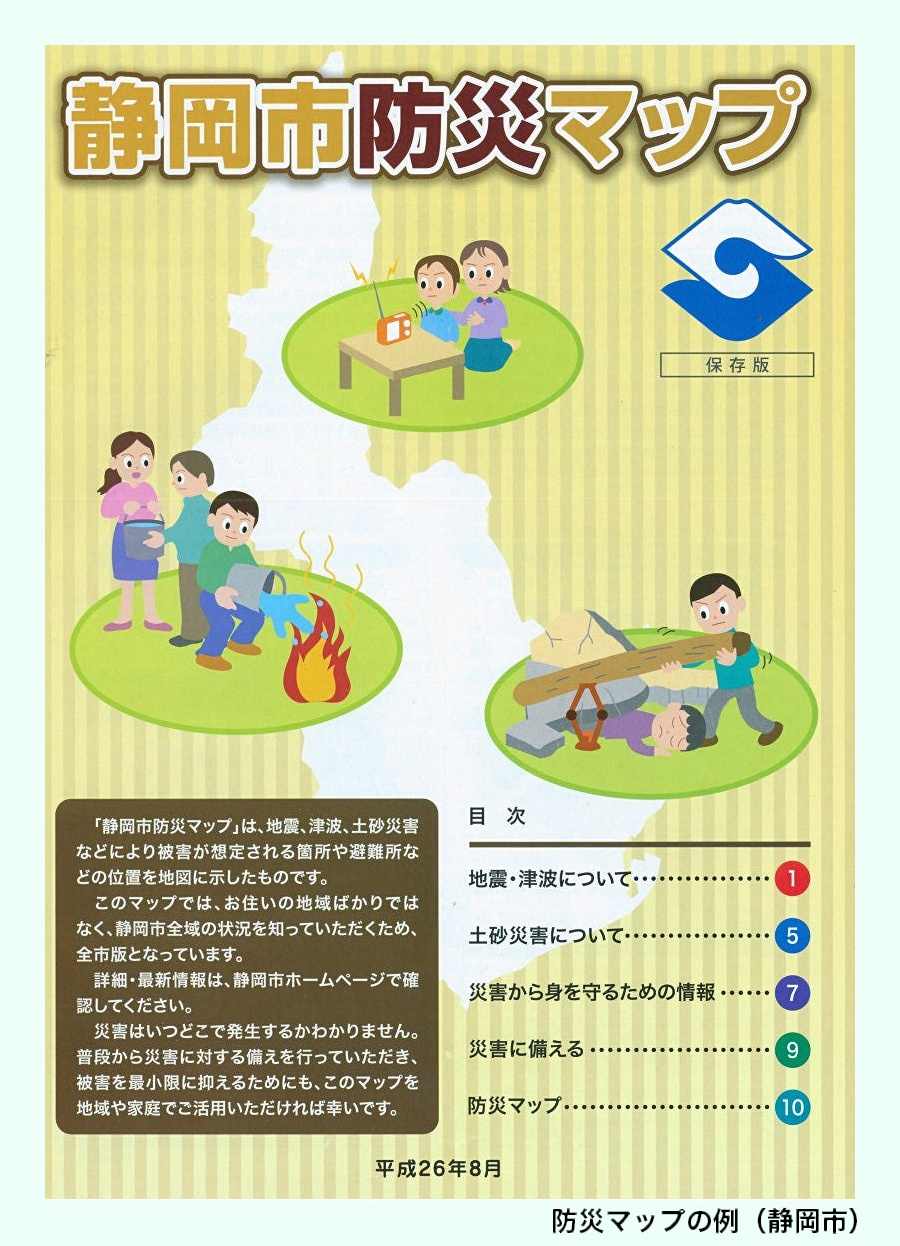 静岡市防災マップ
保存版
「静岡市防災マップ」は、地震、津波、土砂災害
などにより被害が想定される箇所や避難所な
どの位置を地図に示したものです。
このマップでは、お住いの地域ばかりでは
なく、静岡市全域の状況を知っていただくため、
全市版となっています。
詳細・最新情報は、静岡市ホームページで確
認してください。
災害はいつどこで発生するかわかりません。
普段から災害に対する備えを行っていただき、
被害を最小限に抑えるためにも、このマップを
地域や家庭でご活用いただければ幸いです。
目 次
地震・津波について・・・・・・・・・・・・・・・・ 1
土砂災害について・・・・・・・・・・・・・・・・・ 5
災害から身を守るための情報 ・・・・・・ 7
災害に備える ・・・・・・・・・・・・・・・・・・・・・ 9
防災マップ・・・・・・・・・・・・・・・・・・・・・・・・ 10
平成26年8月
防災マップの例（静岡市）